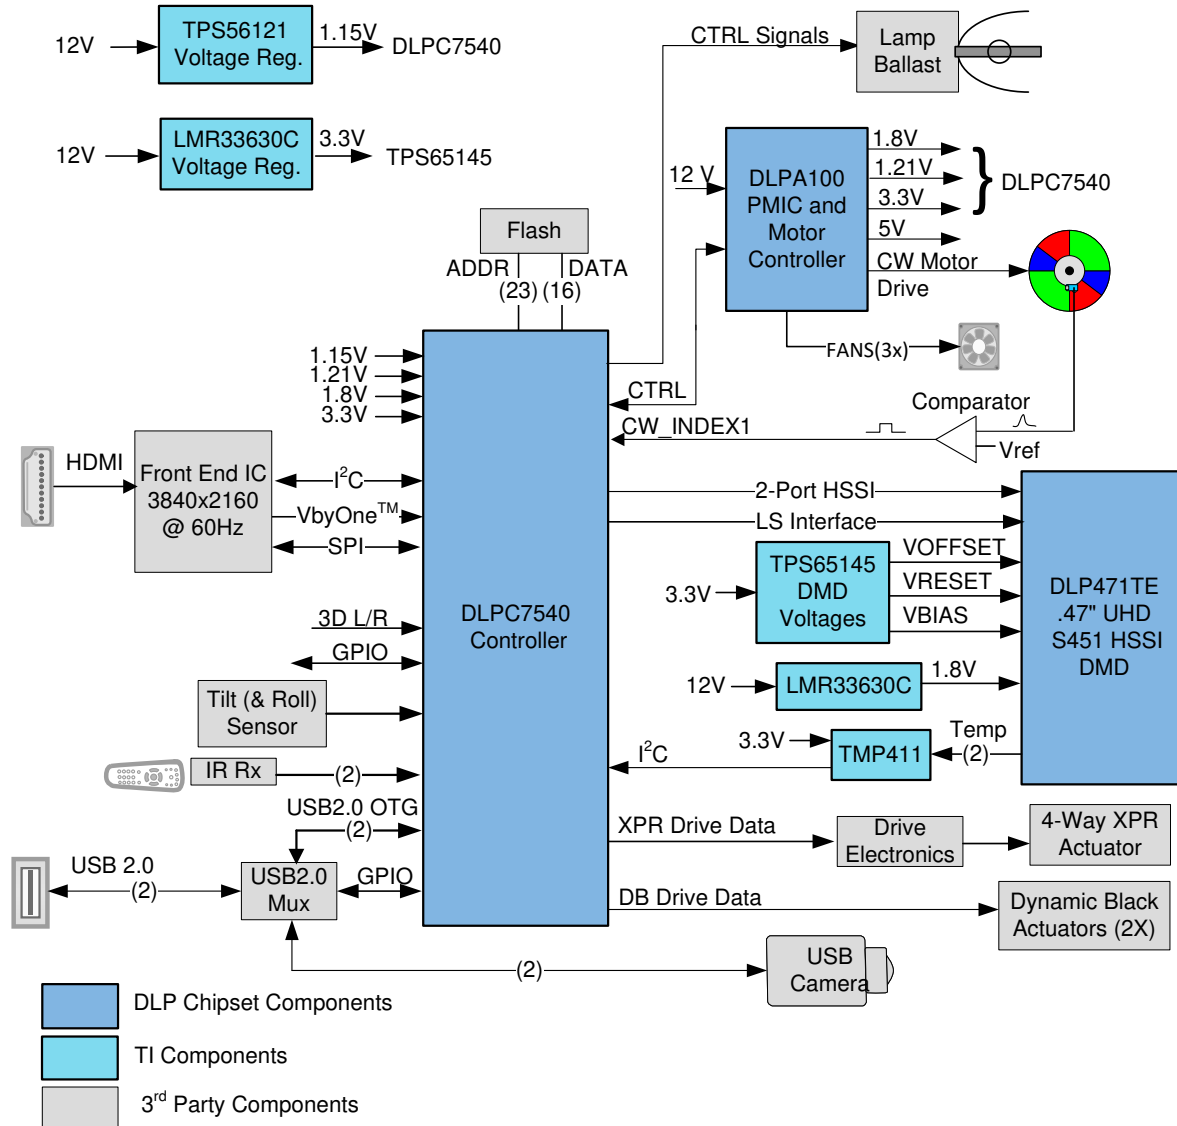 12V
TPS56121
Voltage Reg.
1.15V
DLPC7540
12V
LMR33630C
Voltage Reg.
3.3V
TPS65145
CTRL Signals
Lamp
Ballast
12 V
DLPA100
PMIC and
Motor
Controller
1.8V
1.21V
3.3V
5V
DLPC7540
CW Motor
Drive
FANS(3x)
Flash
ADDR
(23)
DATA
(16)
1.15V
1.21V
1.8V
3.3V
CTRL
CW_INDEX1
Comparator
Vref
HDMI
Front End IC
3840x2160
@ 60Hz
I²C
VbyOne™
SPI
DLPC7540
Controller
2-Port HSSI
LS Interface
3.3V
TPS65145
DMD
Voltages
VOFFSET
VRESET
VBIAS
DLP471TE
.47" UHD
S451 HSSI
DMD
12V
LMR33630C
1.8V
3D L/R
GPIO
Tilt (& Roll)
Sensor
IR Rx
(2)
I²C
3.3V
TMP411
Temp
(2)
USB2.0 OTG
(2)
USB 2.0
(2)
USB2.0
Mux
GPIO
XPR Drive Data
Drive
Electronics
4-Way XPR
Actuator
DB Drive Data
Dynamic Black
Actuators (2X)
(2)
USB
Camera
DLP Chipset Components
TI Components
3rd Party Components